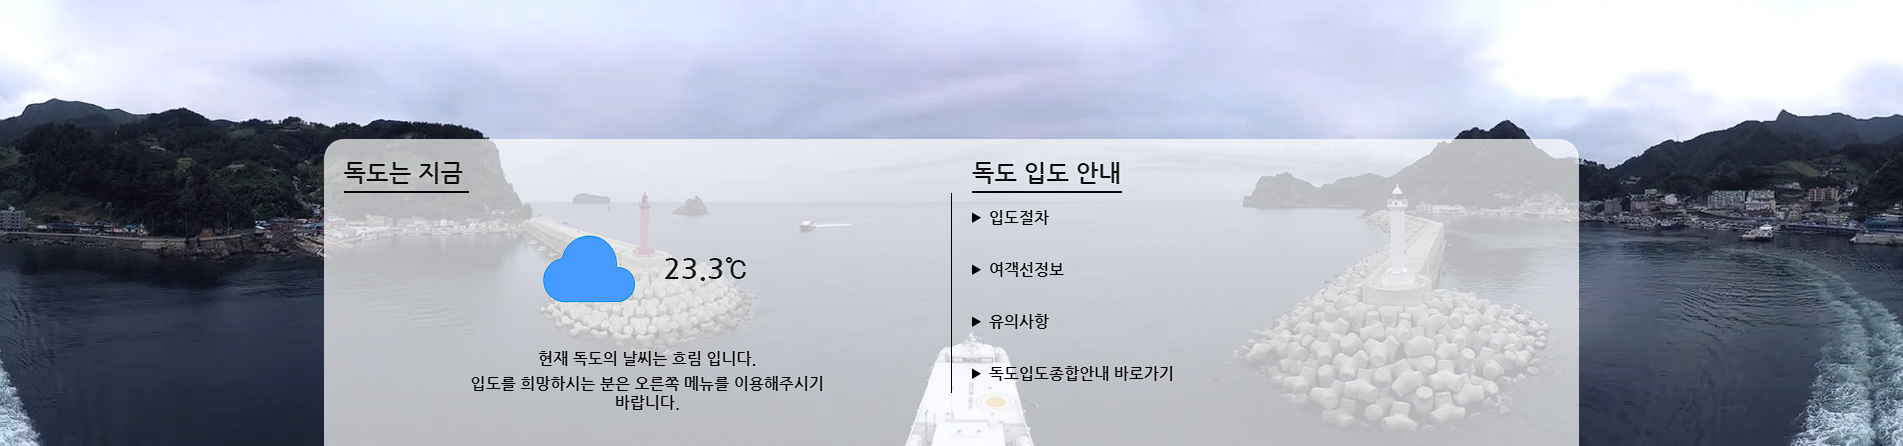 독도는 지금
23.3℃
현재 독도의 날씨는 흐림 입니다.
입도를 희망하시는 분은 오른쪽 메뉴를 이용해주시기
바랍니다.
독도 입도 안내
▶ 입도절차
▶ 여객선정보
▶ 유의사항
▶ 독도입도종합안내 바로가기